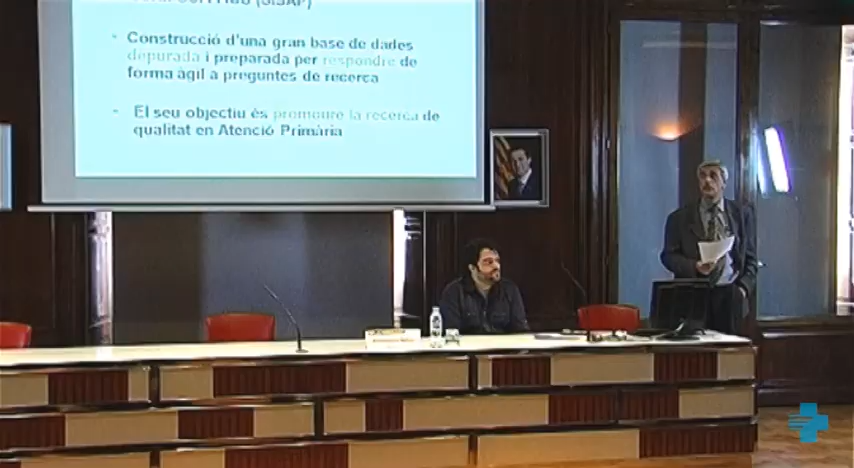 (SISAP)
- Construcció d'una gran base de dades
depurada i preparada per respondre de
forma àgil a preguntes de recerca
- El seu objectiu és promoure la recerca de
qualitat en Atenció Primària